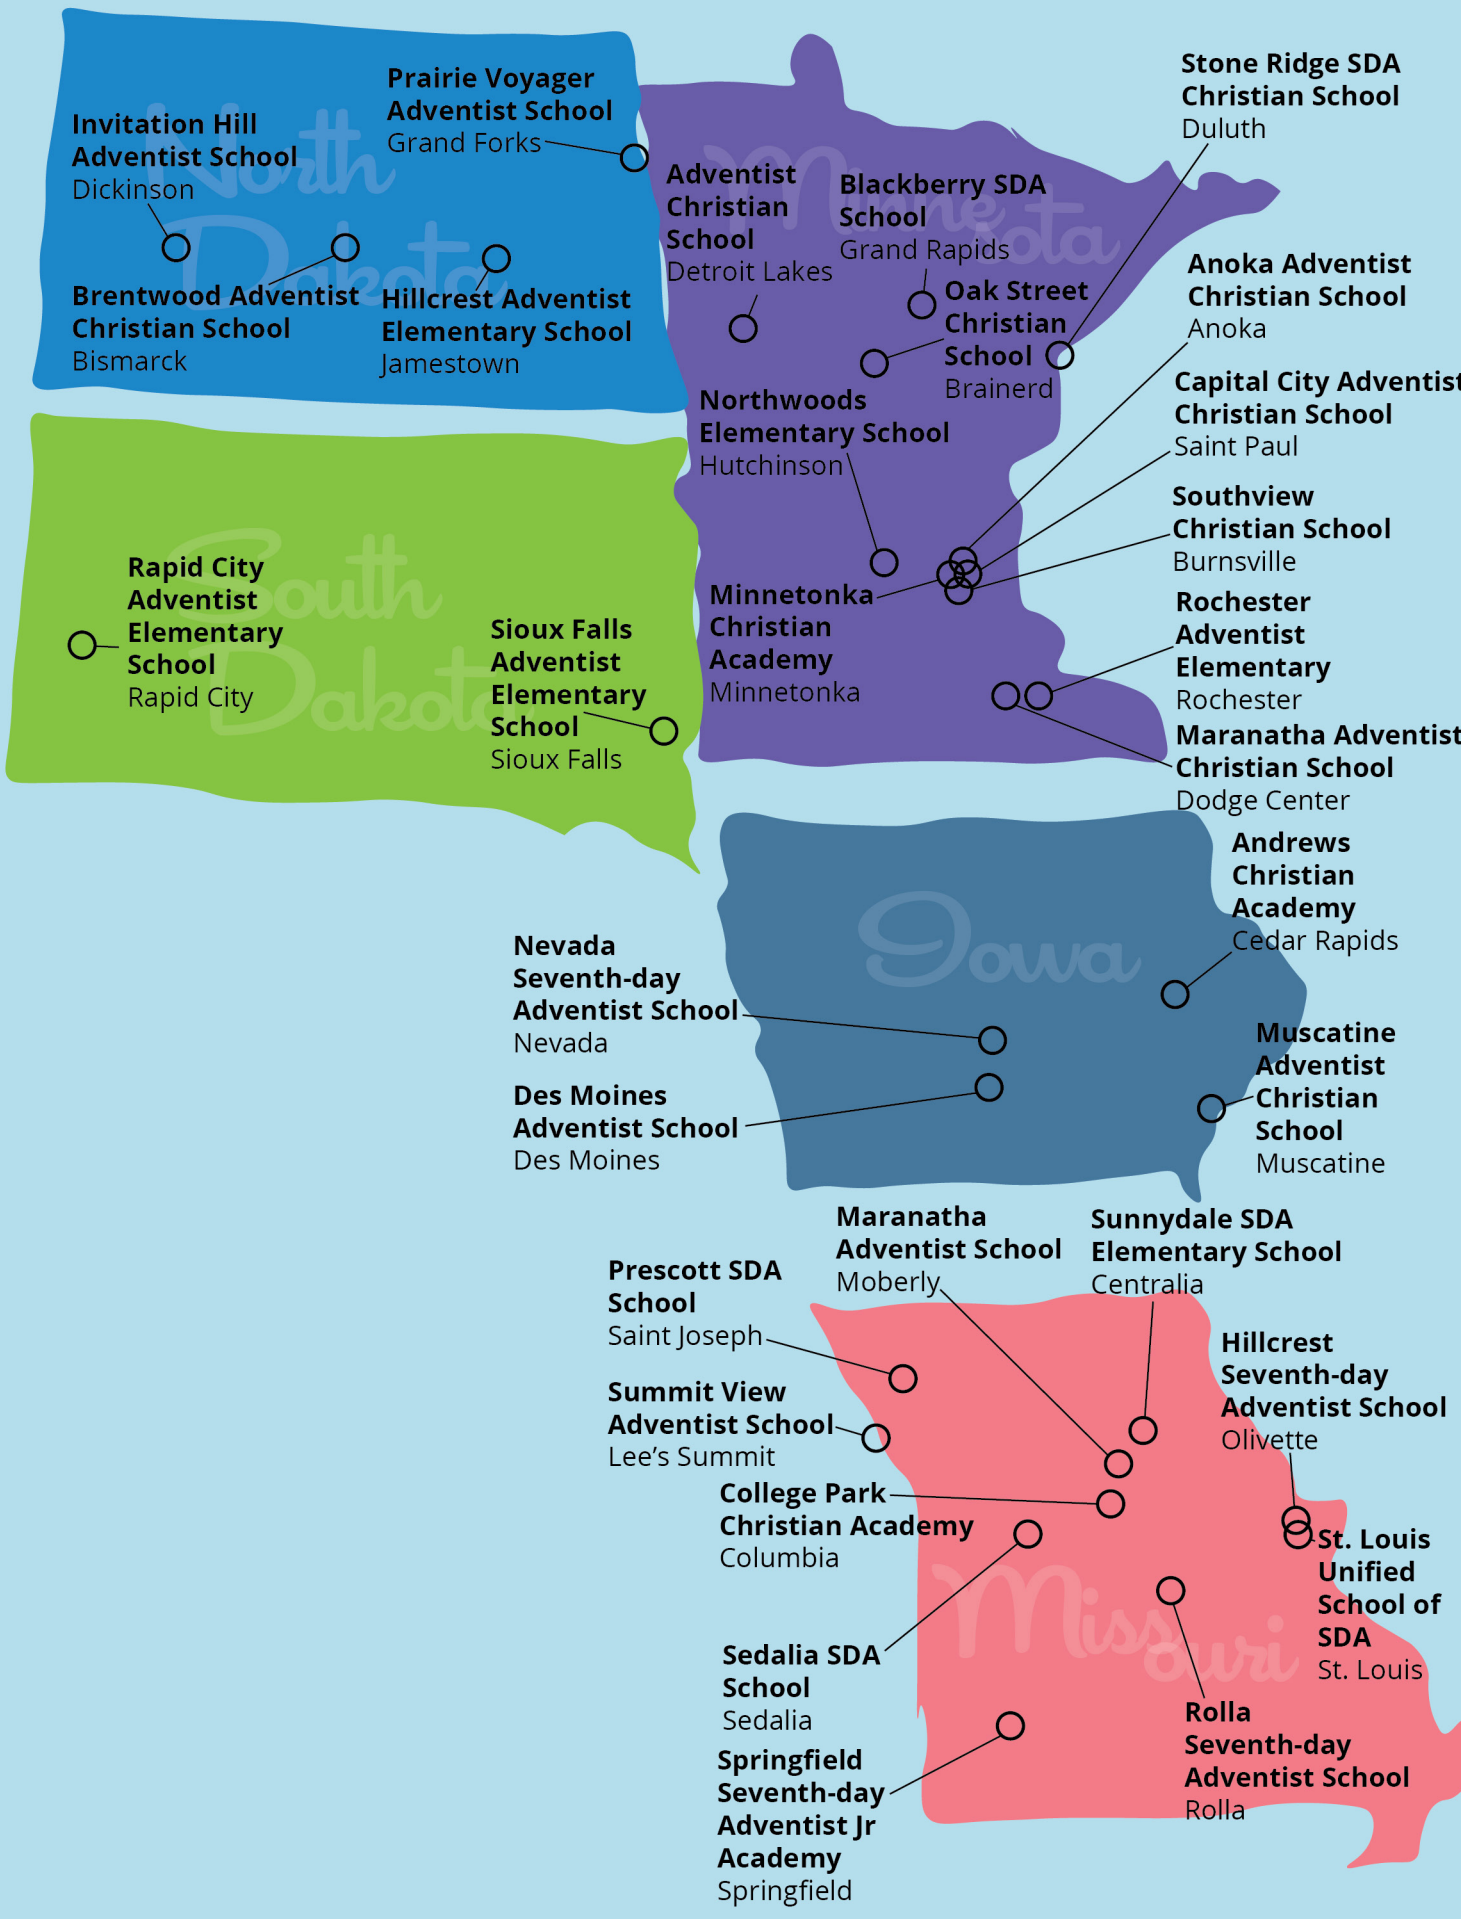 North
Dakota
Prairie Voyager
Adventist School
Grand Forks
Invitation Hill
Adventist School
Dickinson
Brentwood Adventist
Christian School
Bismarck
Hillcrest Adventist
Elementary School
Jamestown
Minne
sota
Stone Ridge SDA
Christian School
Duluth
Adventist
Christian
School
Detroit Lakes
Blackberry SDA
School
Grand Rapids
Oak Street
Christian
School
Brainerd
Anoka Adventist
Christian School
Anoka
Capital City Adventist
Christian School
Saint Paul
Northwoods
Elementary School
Hutchinson
Southview
Christian School
Burnsville
Minnetonka
Christian
Academy
Minnetonka
Rochester
Adventist
Elementary
Rochester
Maranatha Adventist
Christian School
Dodge Center
South
Dakota
Rapid City
Adventist
Elementary
School
Rapid City
Sioux Falls
Adventist
Elementary
School
Sioux Falls
Iowa
Andrews
Christian
Academy
Cedar Rapids
Nevada
Seventh-day
Adventist School
Nevada
Des Moines
Adventist School
Des Moines
Muscatine
Adventist
Christian
School
Muscatine
Maranatha
Adventist School
Moberly
Sunnydale SDA
Elementary School
Centralia
Prescott SDA
School
Saint Joseph
Summit View
Adventist School
Lee’s Summit
Hillcrest
Seventh-day
Adventist School
Olivette
College Park
Christian Academy
Columbia
St. Louis
Unified
School of
SDA
St. Louis
Miss
ouri
Sedalia SDA
School
Sedalia
Rolla
Seventh-day
Adventist School
Rolla
Springfield
Seventh-day
Adventist Jr
Academy
Springfield